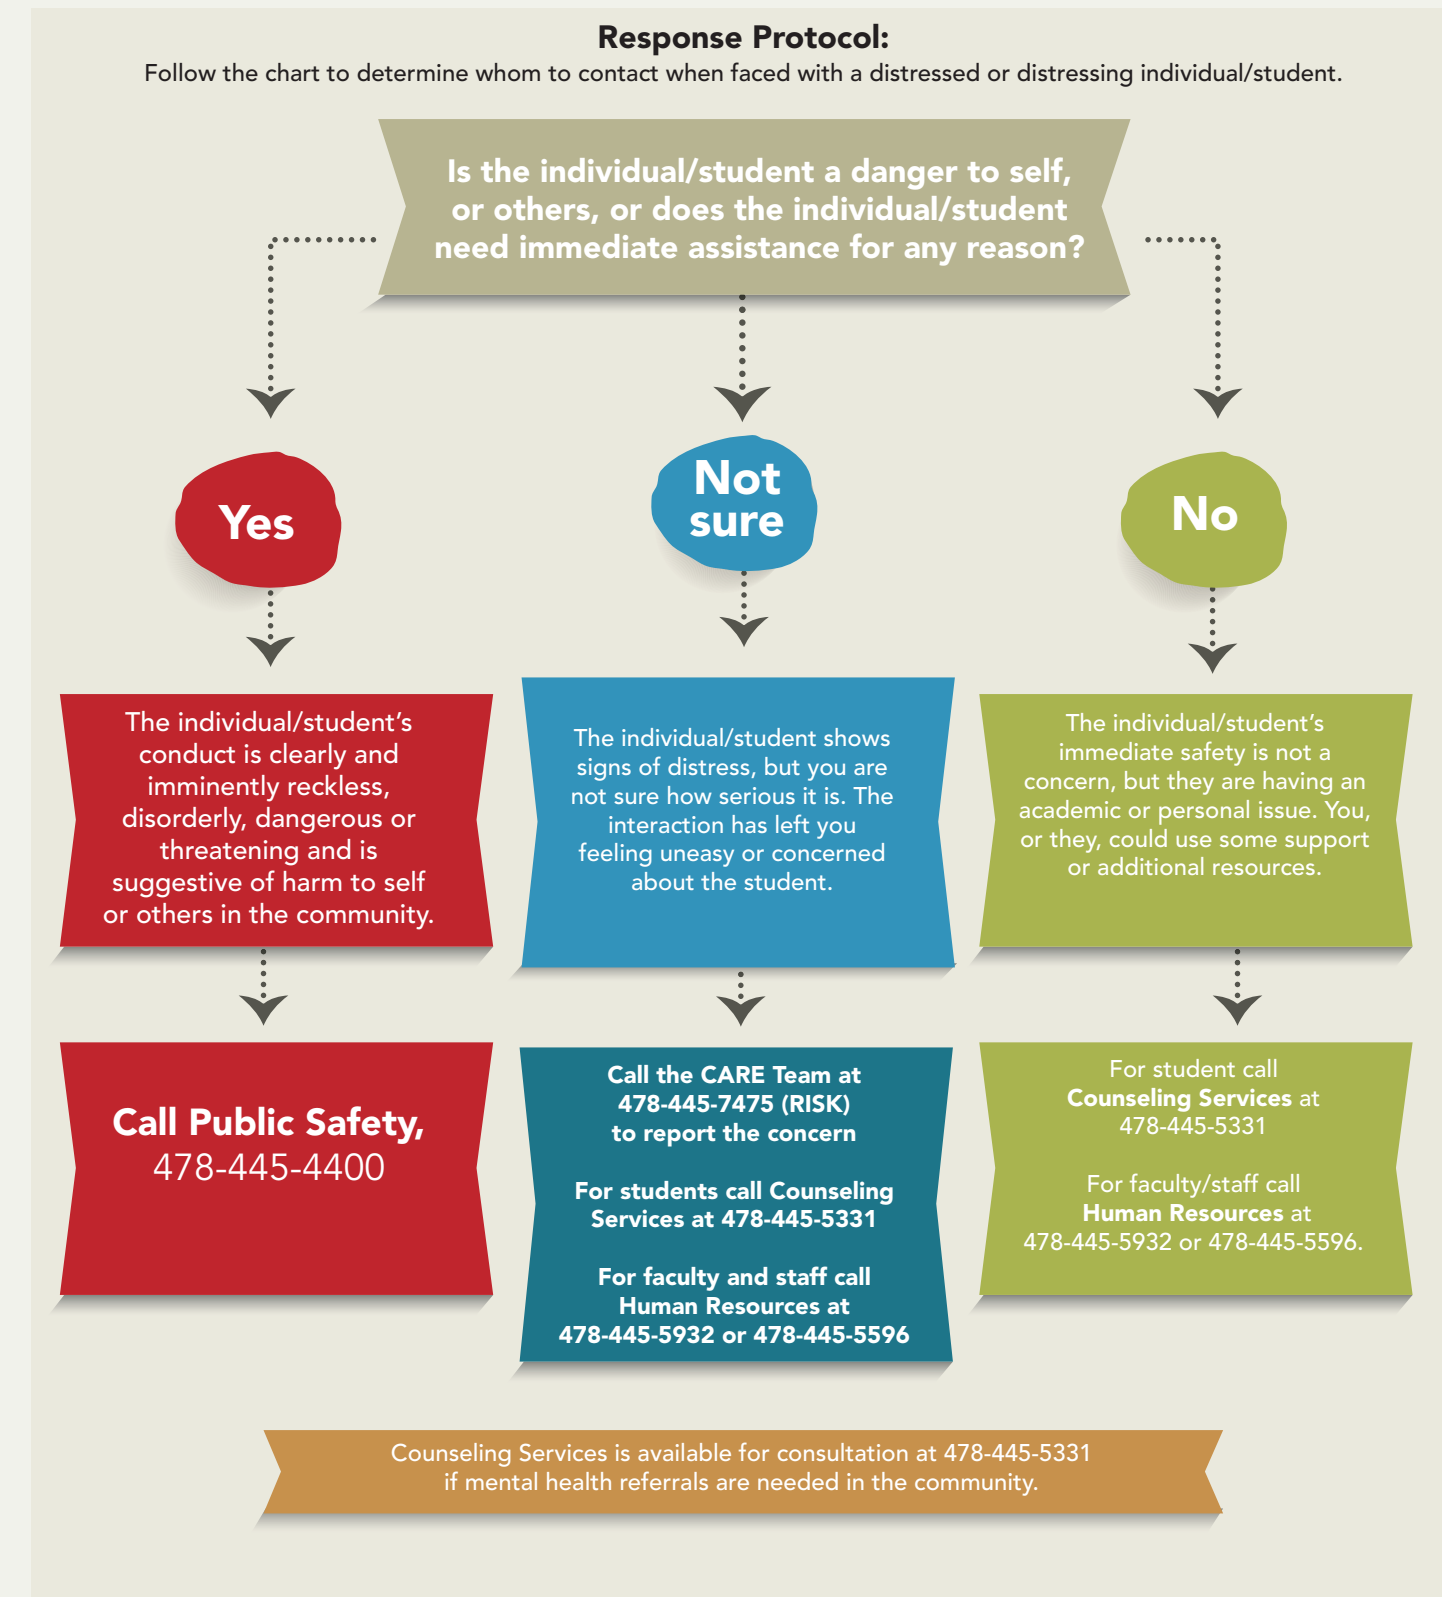 Response Protocol:
Follow the chart to determine whom to contact when faced with a distressed or distressing individual/student.
Is the individual/student a danger to self,
or others, or does the individual/student
need immediate assistance for any reason?
Yes
Not
sure
No
The individual/student’s
conduct is clearly and
imminently reckless,
disorderly, dangerous or
threatening and is
suggestive of harm to self
or others in the community.
The individual/student shows
signs of distress, but you are
not sure how serious it is. The
interaction has left you
feeling uneasy or concerned
about the student.
The individual/student’s
immediate safety is not a
concern, but they are having an
academic or personal issue. You,
or they, could use some support
or additional resources.
Call Public Safety,
478-445-4400
Call the CARE Team at
478-445-7475 (RISK)
to report the concern
For students call Counseling
Services at 478-445-5331
For faculty and staff call
Human Resources at
478-445-5932 or 478-445-5596
For student call
Counseling Services at
478-445-5331
For faculty/staff call
Human Resources at
478-445-5932 or 478-445-5596.
Counseling Services is available for consultation at 478-445-5331
if mental health referrals are needed in the community.